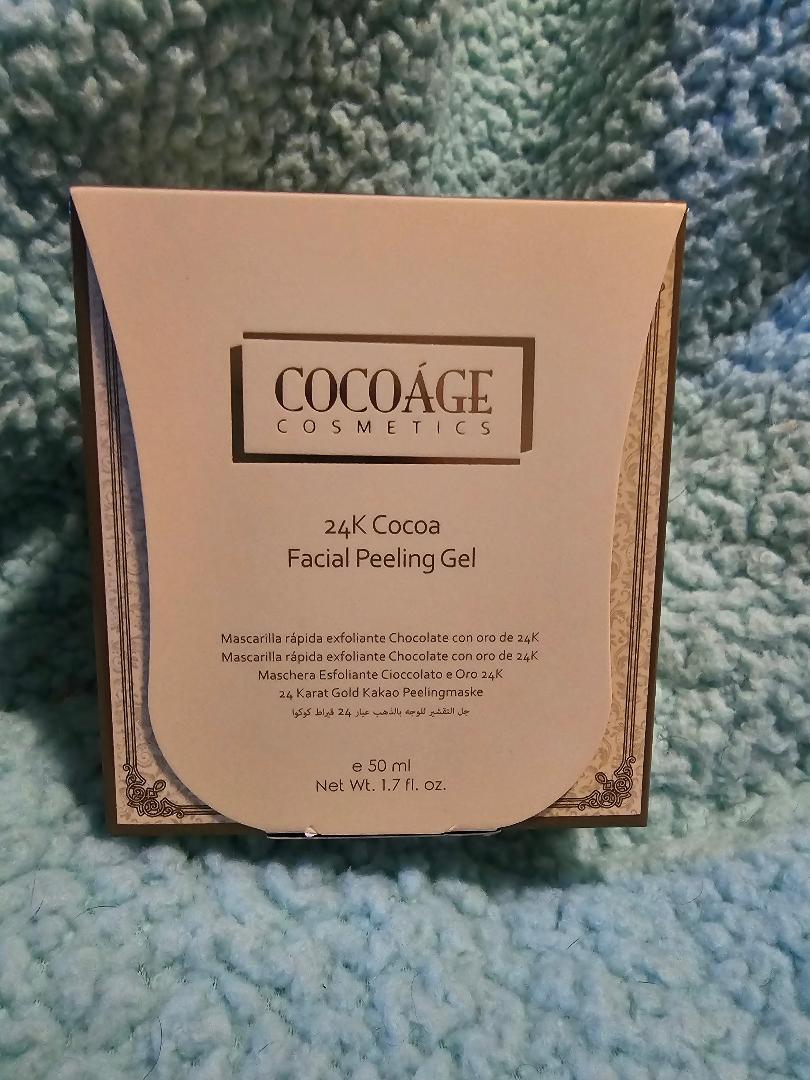 COCOÁGE
COSMETICS
24K Cocoa
Facial Peeling Gel
Mascarilla rápida exfoliante Chocolate con oro de 24K
Mascarilla rápida exfoliante Chocolate con oro de 24K
Maschera Esfoliante Cioccolato e Oro 24K
24 Karat Gold Kakao Peelingmaske
جل التقشير للوجه بالذهب عيار 24 قيراط كوكوا
e 50 ml
Net Wt. 1.7 fl. oz.